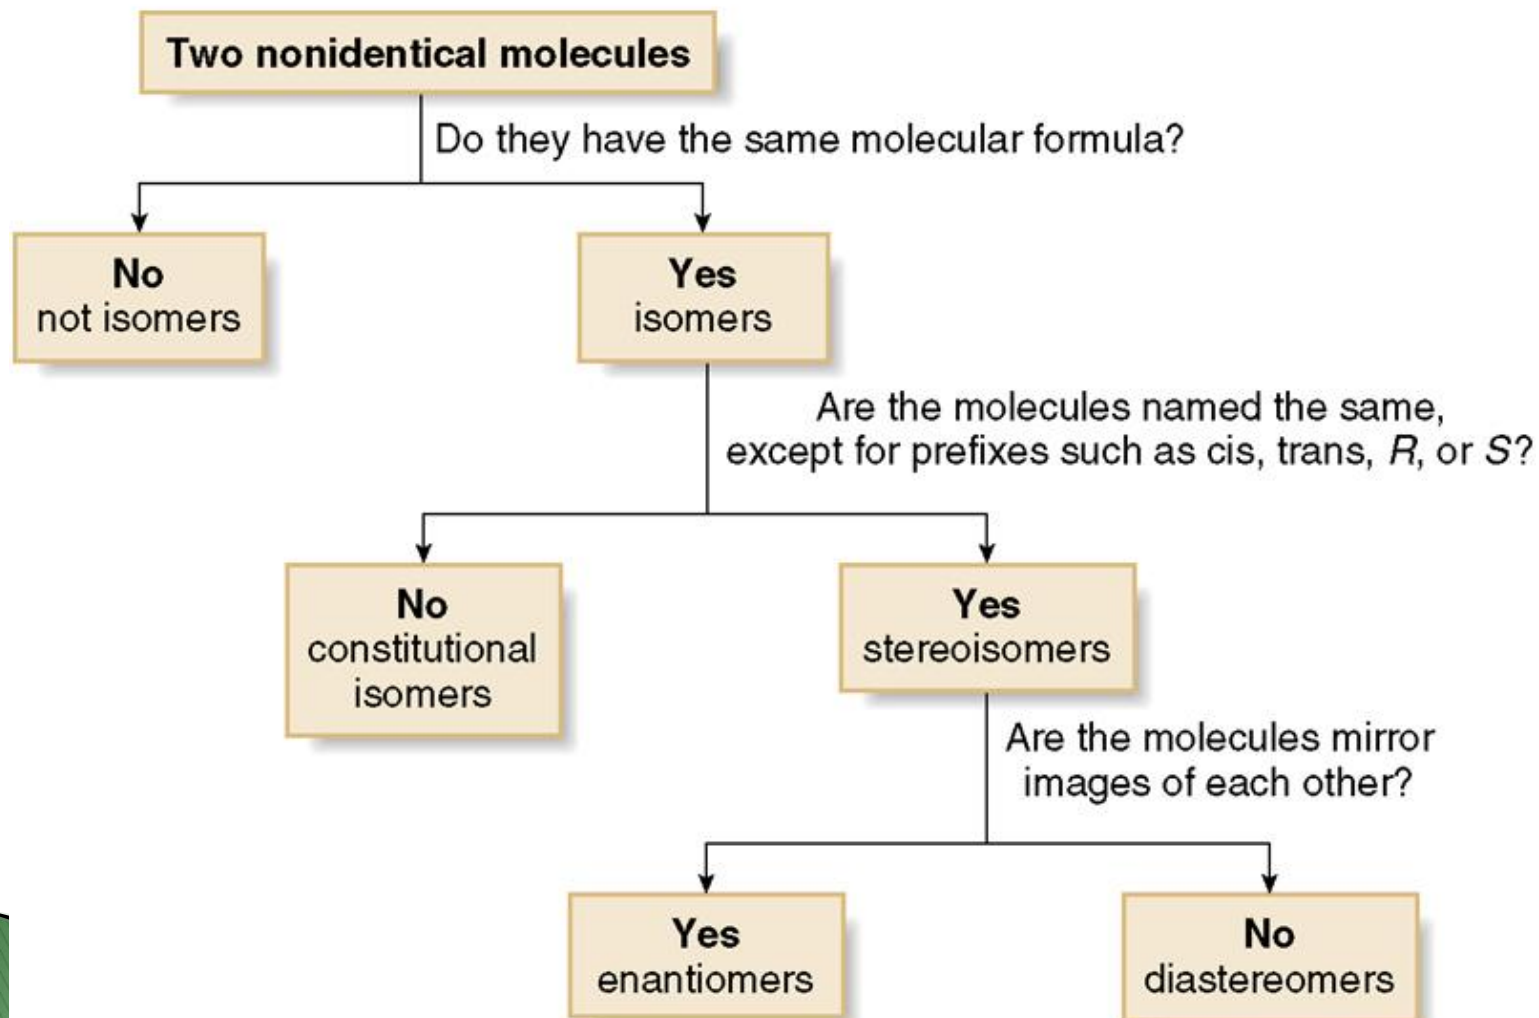 Two nonidentical molecules
Do they have the same molecular formula?
No
not isomers
Yes
isomers
Are the molecules named the same,
except for prefixes such as cis, trans, R, or S?
No
constitutional
isomers
Yes
stereoisomers
Are the molecules mirror
images of each other?
Yes
enantiomers
No
diastereomers